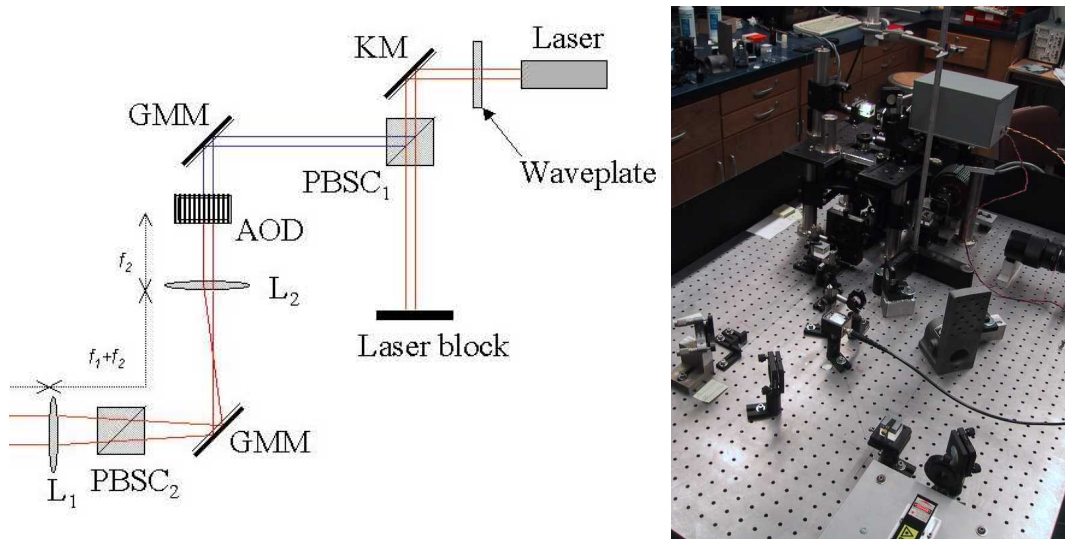 KM
Laser
GMM
Waveplate
PBSC₁
AOD
f₂
L₂
Laser block
f₁+f₂
GMM
L₁
PBSC₂